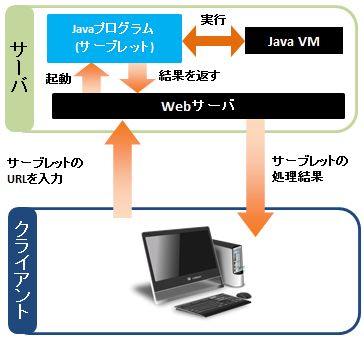 サーバ
Javaプログラム
(サーブレット)
実行
Java VM
起動
結果を返す
Webサーバ
サーブレットの
URLを入力
サーブレットの
処理結果
クライアント